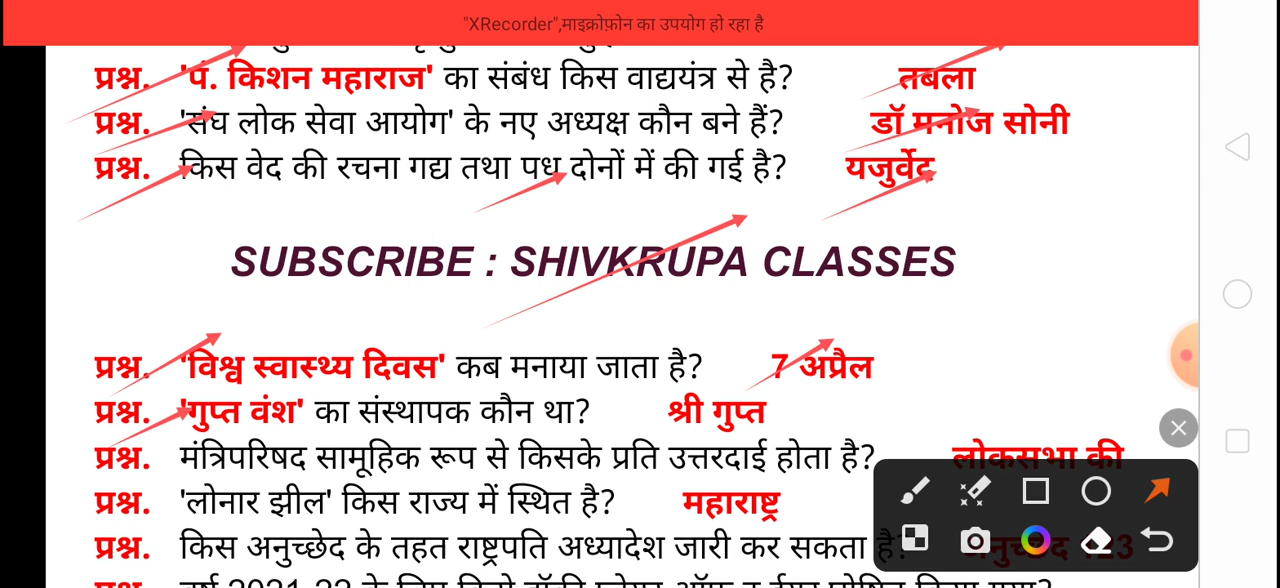 "XRecorder",माइक्रोफ़ोन का उपयोग हो रहा है
प्रश्न. 'पं. किशन महाराज' का संबंध किस वाद्ययंत्र से है? तबला
प्रश्न. 'संघ लोक सेवा आयोग' के नए अध्यक्ष कौन बने हैं? डॉ मनोज सोनी
प्रश्न. किस वेद की रचना गद्य तथा पध दोनों में की गई है? यजुर्वेद
SUBSCRIBE : SHIVKRUPA CLASSES
प्रश्न. 'विश्व स्वास्थ्य दिवस' कब मनाया जाता है? 7 अप्रैल
प्रश्न. 'गुप्त वंश' का संस्थापक कौन था? श्री गुप्त
प्रश्न. मंत्रिपरिषद सामूहिक रूप से किसके प्रति उत्तरदाई होता है? लोकसभा की
प्रश्न. 'लोनार झील' किस राज्य में स्थित है? महाराष्ट्र
प्रश्न. किस अनुच्छेद के तहत राष्ट्रपति अध्यादेश जारी कर सकता है? 123